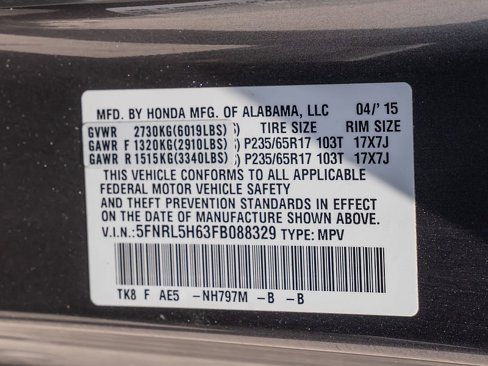 MFD. BY HONDA MFG. OF ALABAMA, LLC 04/'15
GVWR 2730KG(6019LBS) TIRE SIZE RIM SIZE
GAWR F 1320KG(2910LBS) P235/65R17 103T 17X7J
GAWR R 1515KG(3340LBS) P235/65R17 103T 17X7J
THIS VEHICLE CONFORMS TO ALL APPLICABLE
FEDERAL MOTOR VEHICLE SAFETY
AND THEFT PREVENTION STANDARDS IN EFFECT
ON THE DATE OF MANUFACTURE SHOWN ABOVE.
V.I.N.: 5FNRL5H63FB088329 TYPE: MPV
TK8 F AE5 -NH797M -B -B